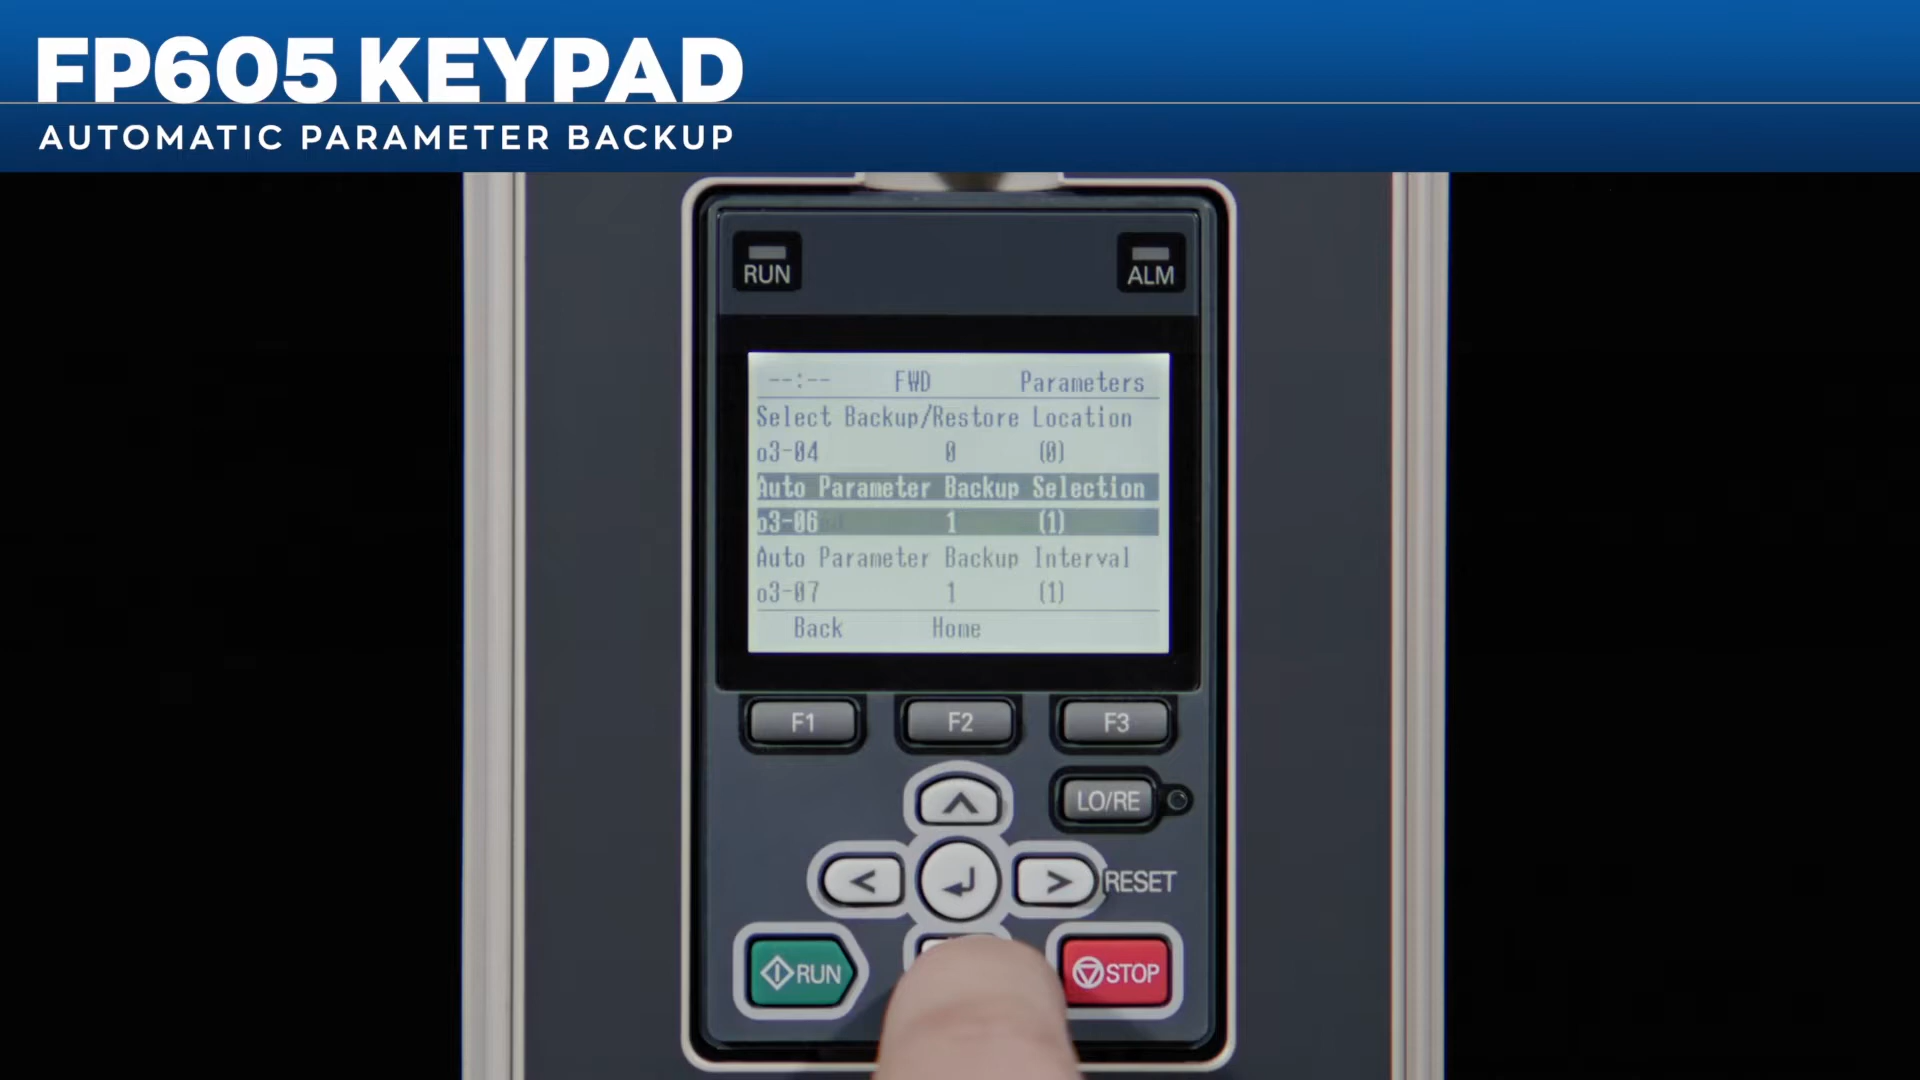 FP605 KEYPAD
AUTOMATIC PARAMETER BACKUP
RUN
ALM
--:-- FWD Parameters
Select Backup/Restore Location
o3-04 0 (0)
Auto Parameter Backup Selection
o3-06 1 (1)
Auto Parameter Backup Interval
o3-07 1 (1)
Back Home
F1 F2 F3
LO/RE
RESET
RUN
STOP